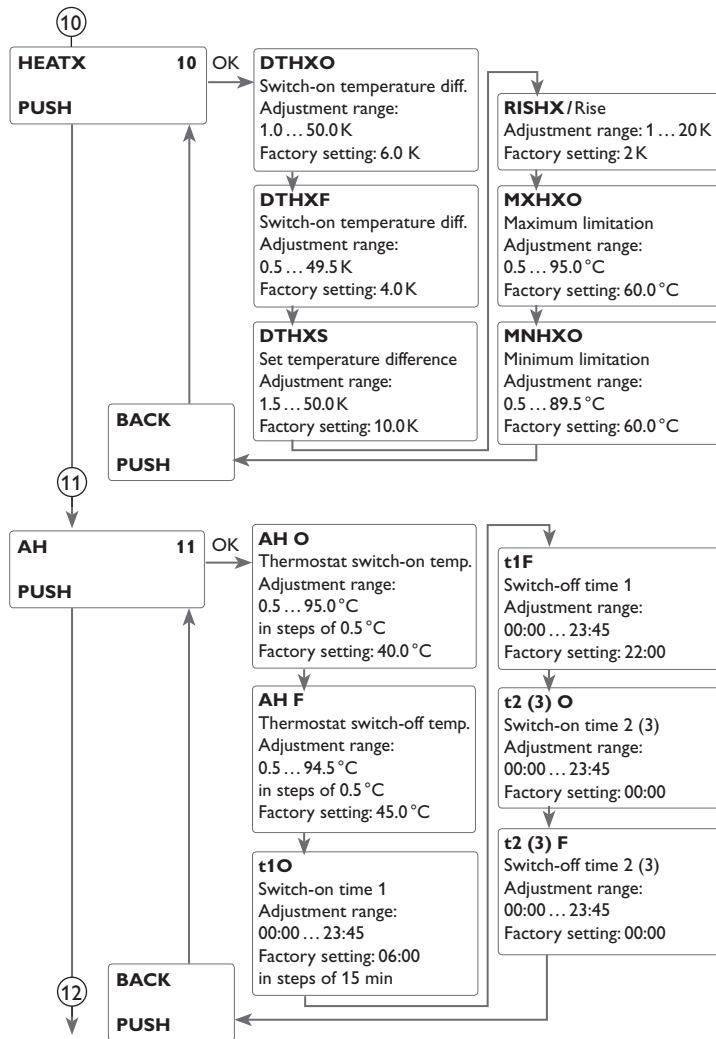 10
HEATX 10
PUSH
OK
DTHXO
Switch-on temperature diff.
Adjustment range:
1.0 ... 50.0 K
Factory setting: 6.0 K
DTHXF
Switch-on temperature diff.
Adjustment range:
0.5 ... 49.5 K
Factory setting: 4.0 K
DTHXS
Set temperature difference
Adjustment range:
1.5 ... 50.0 K
Factory setting: 10.0 K
RISHX / Rise
Adjustment range: 1 ... 20 K
Factory setting: 2 K
MXHXO
Maximum limitation
Adjustment range:
0.5 ... 95.0 °C
Factory setting: 60.0 °C
MNHXO
Minimum limitation
Adjustment range:
0.5 ... 89.5 °C
Factory setting: 60.0 °C
BACK
PUSH
11
AH 11
PUSH
OK
AH O
Thermostat switch-on temp.
Adjustment range:
0.5 ... 95.0 °C
in steps of 0.5 °C
Factory setting: 40.0 °C
AH F
Thermostat switch-off temp.
Adjustment range:
0.5 ... 94.5 °C
in steps of 0.5 °C
Factory setting: 45.0 °C
t1O
Switch-on time 1
Adjustment range:
00:00 ... 23:45
Factory setting: 06:00
in steps of 15 min
t1F
Switch-off time 1
Adjustment range:
00:00 ... 23:45
Factory setting: 22:00
t2 (3) O
Switch-on time 2 (3)
Adjustment range:
00:00 ... 23:45
Factory setting: 00:00
t2 (3) F
Switch-off time 2 (3)
Adjustment range:
00:00 ... 23:45
Factory setting: 00:00
BACK
PUSH
12